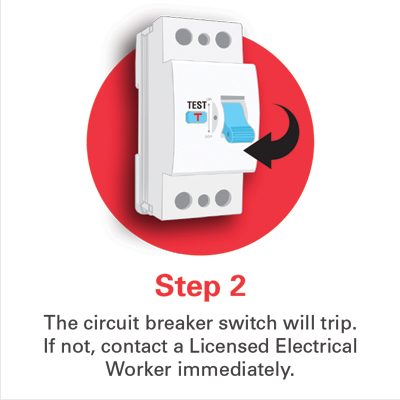 TEST
T
Step 2
The circuit breaker switch will trip.
If not, contact a Licensed Electrical
Worker immediately.